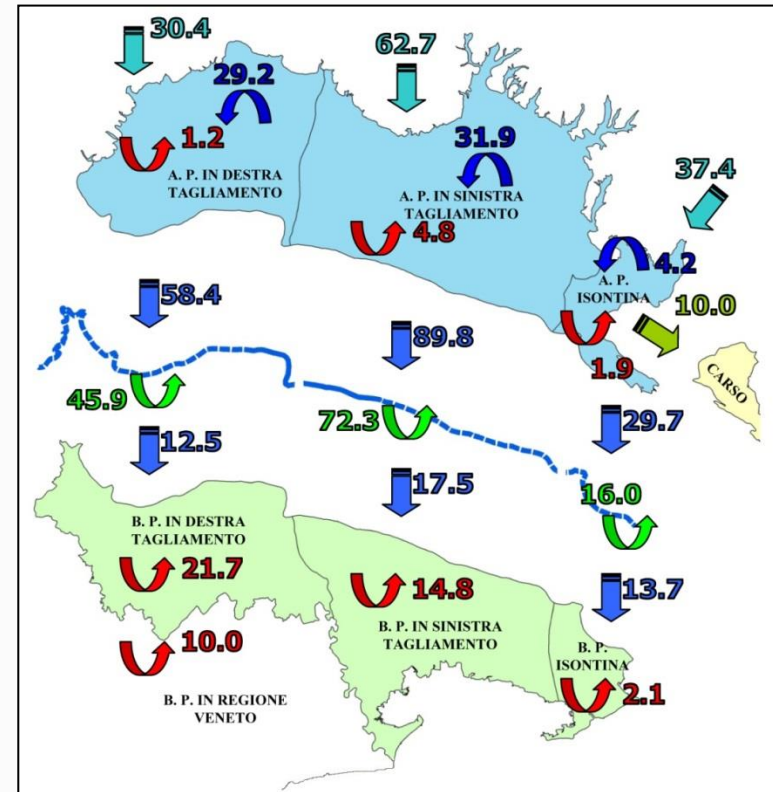 30.4
62.7
29.2
1.2
A. P. IN DESTRA
TAGLIAMENTO
31.9
A. P. IN SINISTRA
TAGLIAMENTO
4.8
37.4
4.2
A. P.
ISONTINA
10.0
1.9
CARSO
58.4
89.8
29.7
45.9
72.3
16.0
12.5
17.5
13.7
B. P. IN DESTRA
TAGLIAMENTO
21.7
14.8
B. P. IN SINISTRA
TAGLIAMENTO
10.0
B. P. IN REGIONE
VENETO
B. P.
ISONTINA
2.1